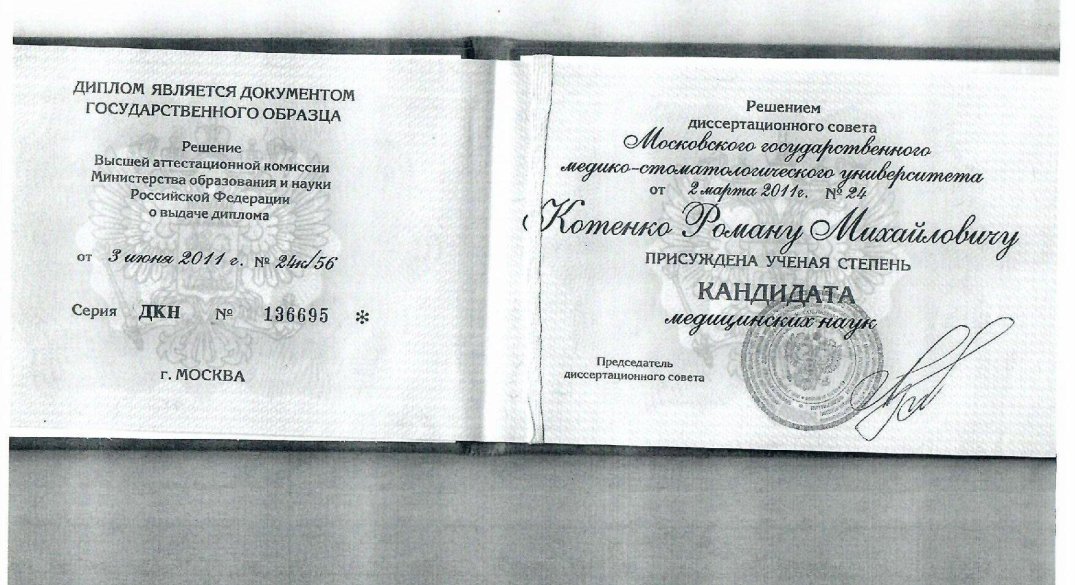 ДИПЛОМ ЯВЛЯЕТСЯ ДОКУМЕНТОМ
ГОСУДАРСТВЕННОГО ОБРАЗЦА
Решение
Высшей аттестационной комиссии
Министерства образования и науки
Российской Федерации
о выдаче диплома
от 3 июня 2011 г. № 24к/56
Серия ДКН № 136695 *
г. МОСКВА
Решением
диссертационного совета
Московского государственного
медико-стоматологического университета
от 2 марта 2011г. № 24
Котенко Роману Михайловичу
ПРИСУЖДЕНА УЧЕНАЯ СТЕПЕНЬ
КАНДИДАТА
медицинских наук
Председатель
диссертационного совета